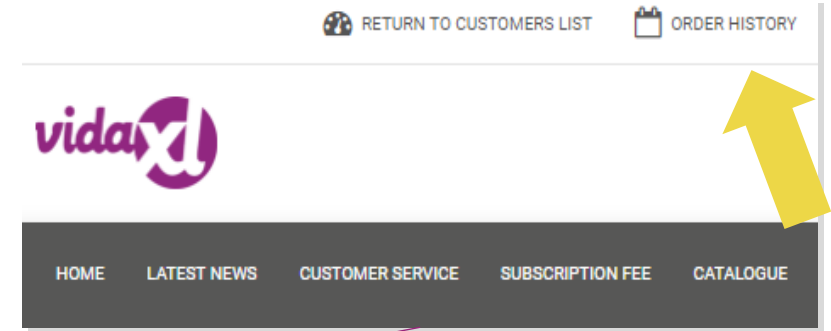 RETURN TO CUSTOMERS LIST ORDER HISTORY
vidaxl
HOME LATEST NEWS CUSTOMER SERVICE SUBSCRIPTION FEE CATALOGUE